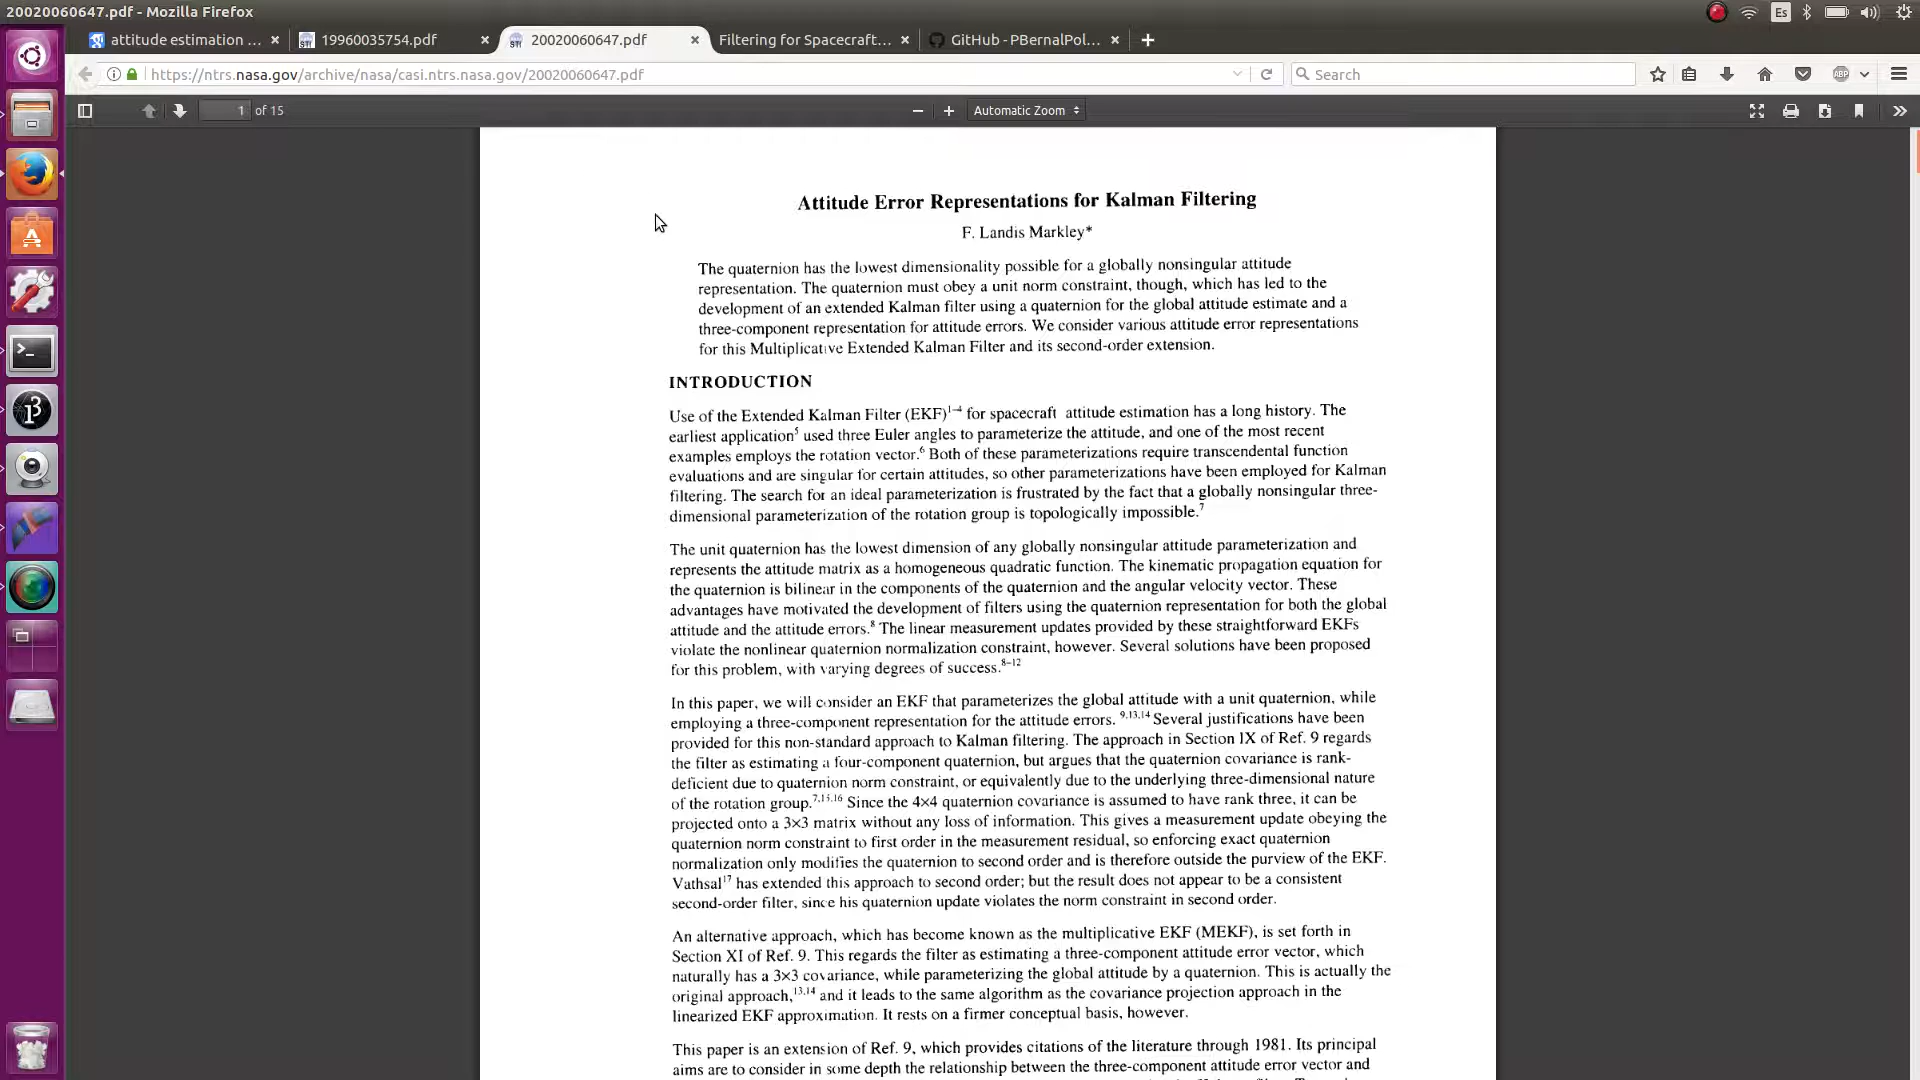 20020060647.pdf - Mozilla Firefox
Es
attitude estimation ...
19960035754.pdf
20020060647.pdf
Filtering for Spacecraft...
GitHub - PBernalPol...
https://ntrs.nasa.gov/archive/nasa/casi.ntrs.nasa.gov/20020060647.pdf
Search
ABP
1 of 15
Automatic Zoom
Attitude Error Representations for Kalman Filtering
F. Landis Markley*
The quaternion has the lowest dimensionality possible for a globally nonsingular attitude
representation. The quaternion must obey a unit norm constraint, though, which has led to the
development of an extended Kalman filter using a quaternion for the global attitude estimate and a
three-component representation for attitude errors. We consider various attitude error representations
for this Multiplicative Extended Kalman Filter and its second-order extension.
INTRODUCTION
Use of the Extended Kalman Filter (EKF)1-4 for spacecraft attitude estimation has a long history. The
earliest application5 used three Euler angles to parameterize the attitude, and one of the most recent
examples employs the rotation vector.6 Both of these parameterizations require transcendental function
evaluations and are singular for certain attitudes, so other parameterizations have been employed for Kalman
filtering. The search for an ideal parameterization is frustrated by the fact that a globally nonsingular three-
dimensional parameterization of the rotation group is topologically impossible.7
The unit quaternion has the lowest dimension of any globally nonsingular attitude parameterization and
represents the attitude matrix as a homogeneous quadratic function. The kinematic propagation equation for
the quaternion is bilinear in the components of the quaternion and the angular velocity vector. These
advantages have motivated the development of filters using the quaternion representation for both the global
attitude and the attitude errors.8 The linear measurement updates provided by these straightforward EKFs
violate the nonlinear quaternion normalization constraint, however. Several solutions have been proposed
for this problem, with varying degrees of success.8-12
In this paper, we will consider an EKF that parameterizes the global attitude with a unit quaternion, while
employing a three-component representation for the attitude errors. 9,13,14 Several justifications have been
provided for this non-standard approach to Kalman filtering. The approach in Section IX of Ref. 9 regards
the filter as estimating a four-component quaternion, but argues that the quaternion covariance is rank-
deficient due to quaternion norm constraint, or equivalently due to the underlying three-dimensional nature
of the rotation group.7,15,16 Since the 4×4 quaternion covariance is assumed to have rank three, it can be
projected onto a 3×3 matrix without any loss of information. This gives a measurement update obeying the
quaternion norm constraint to first order in the measurement residual, so enforcing exact quaternion
normalization only modifies the quaternion to second order and is therefore outside the purview of the EKF.
Vathsal17 has extended this approach to second order; but the result does not appear to be a consistent
second-order filter, since his quaternion update violates the norm constraint in second order.
An alternative approach, which has become known as the multiplicative EKF (MEKF), is set forth in
Section XI of Ref. 9. This regards the filter as estimating a three-component attitude error vector, which
naturally has a 3×3 covariance, while parameterizing the global attitude by a quaternion. This is actually the
original approach,13,14 and it leads to the same algorithm as the covariance projection approach in the
linearized EKF approximation. It rests on a firmer conceptual basis, however.
This paper is an extension of Ref. 9, which provides citations of the literature through 1981. Its principal
aims are to consider in some depth the relationship between the three-component attitude error vector and